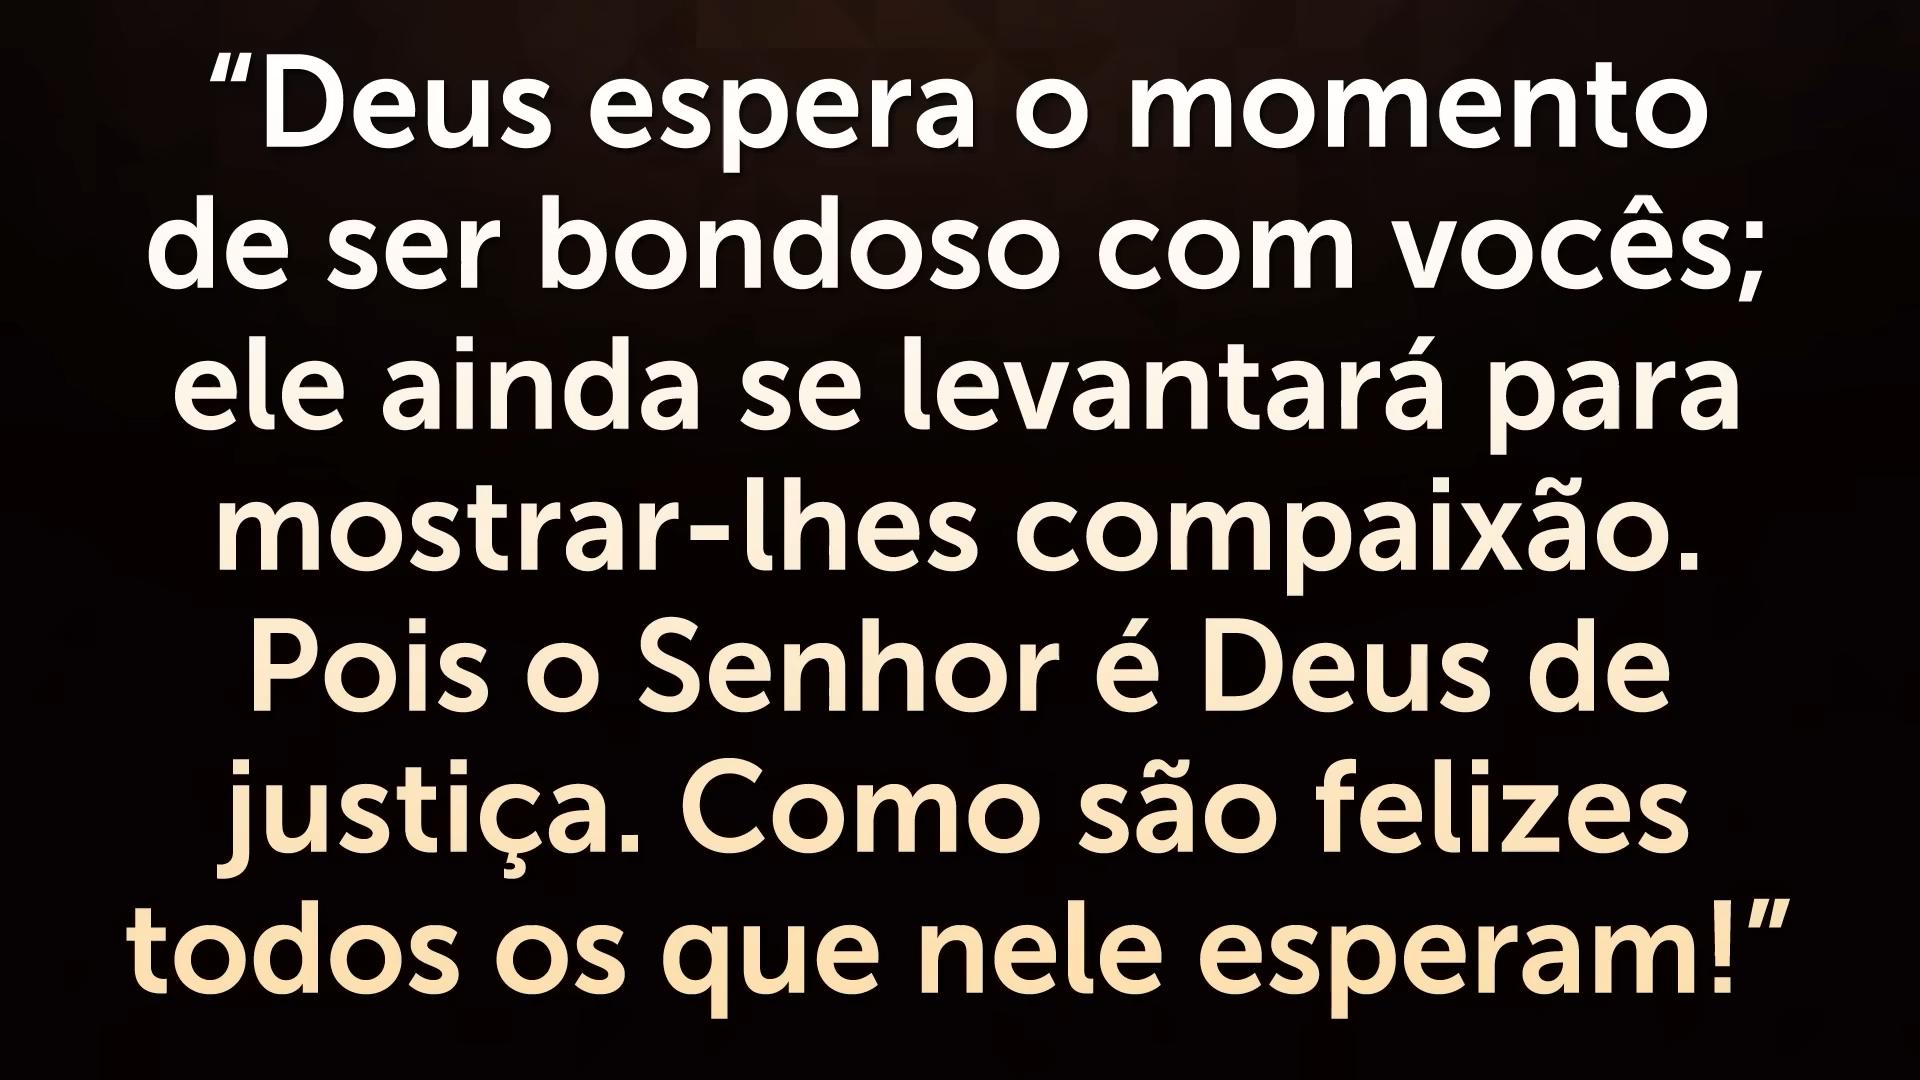 “Deus espera o momento
de ser bondoso com vocês;
ele ainda se levantará para
mostrar-lhes compaixão.
Pois o Senhor é Deus de
justiça. Como são felizes
todos os que nele esperam!”